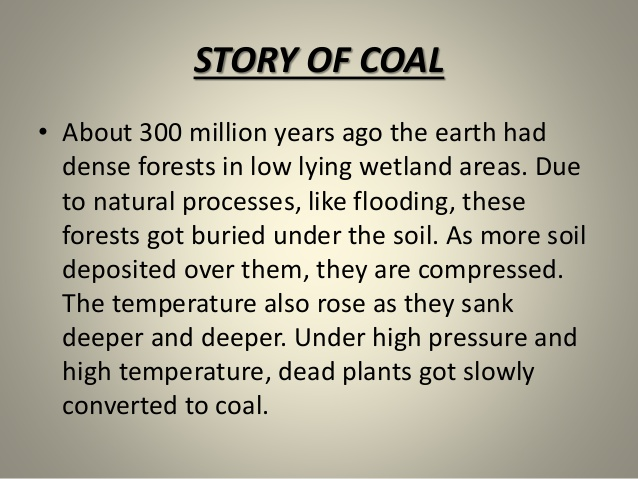 STORY OF COAL
• About 300 million years ago the earth had
dense forests in low lying wetland areas. Due
to natural processes, like flooding, these
forests got buried under the soil. As more soil
deposited over them, they are compressed.
The temperature also rose as they sank
deeper and deeper. Under high pressure and
high temperature, dead plants got slowly
converted to coal.